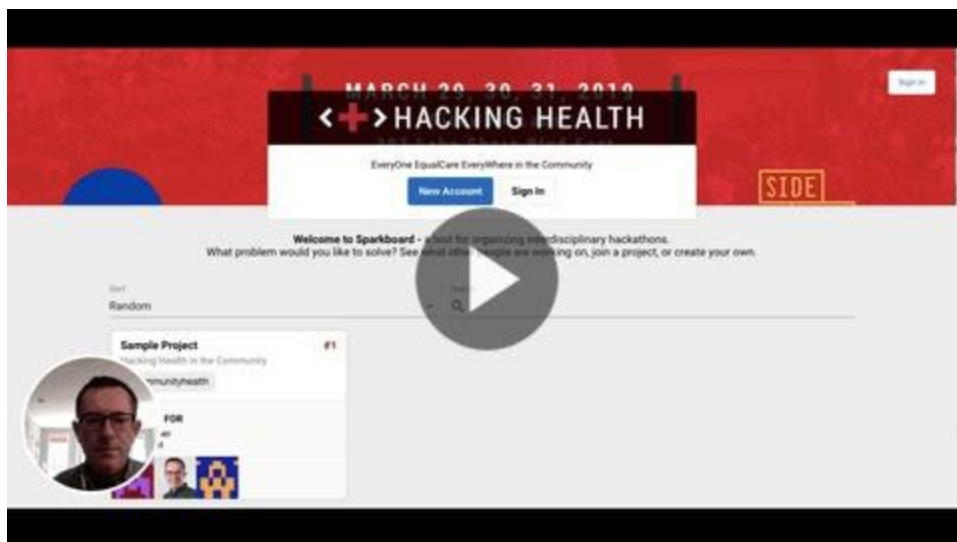 MARCH 29, 30, 31, 2019
Sign In
< + > HACKING HEALTH
EveryOne EqualCare EveryWhere in the Community
New Account
Sign In
SIDE
Welcome to Sparkboard - a tool for organizing interdisciplinary hackathons.
What problem would you like to solve? See what other people are working on, join a project, or create your own.
Sort
Random
Sample Project
#1
Hacking Health in the Community
FOR